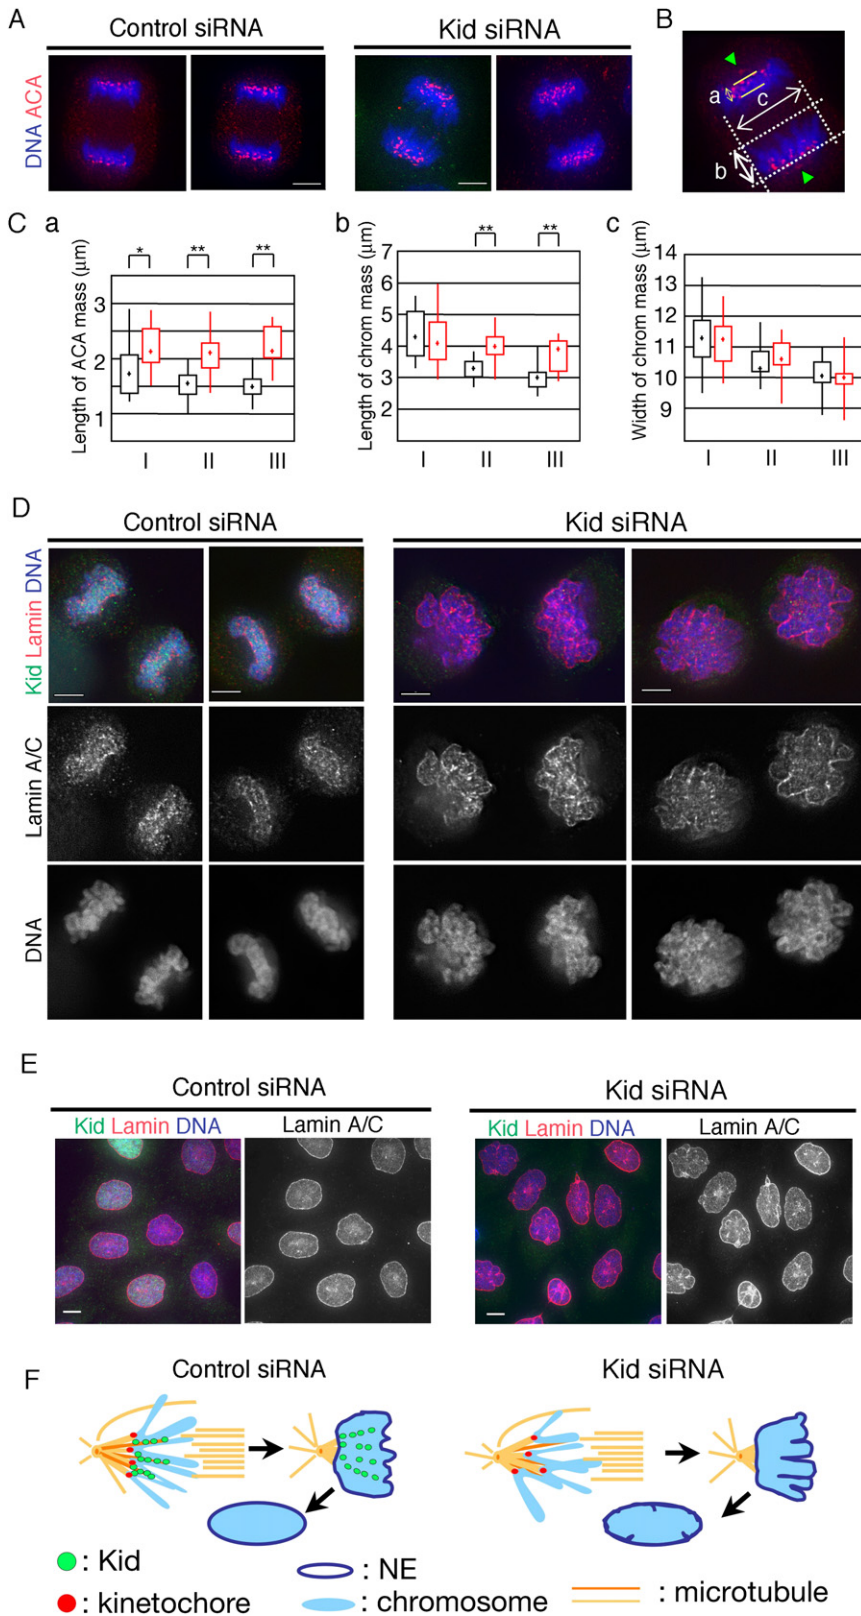 A
Control siRNA
Kid siRNA
B
DNA ACA
a
c
b
C
a
Length of ACA mass (μm)
* ** **
3
2
1
I II III
b
Length of chrom mass (μm)
** **
7
6
5
4
3
2
I II III
c
Width of chrom mass (μm)
14
13
12
11
10
9
I II III
D
Control siRNA
Kid siRNA
Kid Lamin DNA
Lamin A/C
DNA
E
Control siRNA
Kid siRNA
Kid Lamin DNA
Lamin A/C
Kid Lamin DNA
Lamin A/C
F
Control siRNA
Kid siRNA
: Kid
: NE
: microtubule
: kinetochore
: chromosome